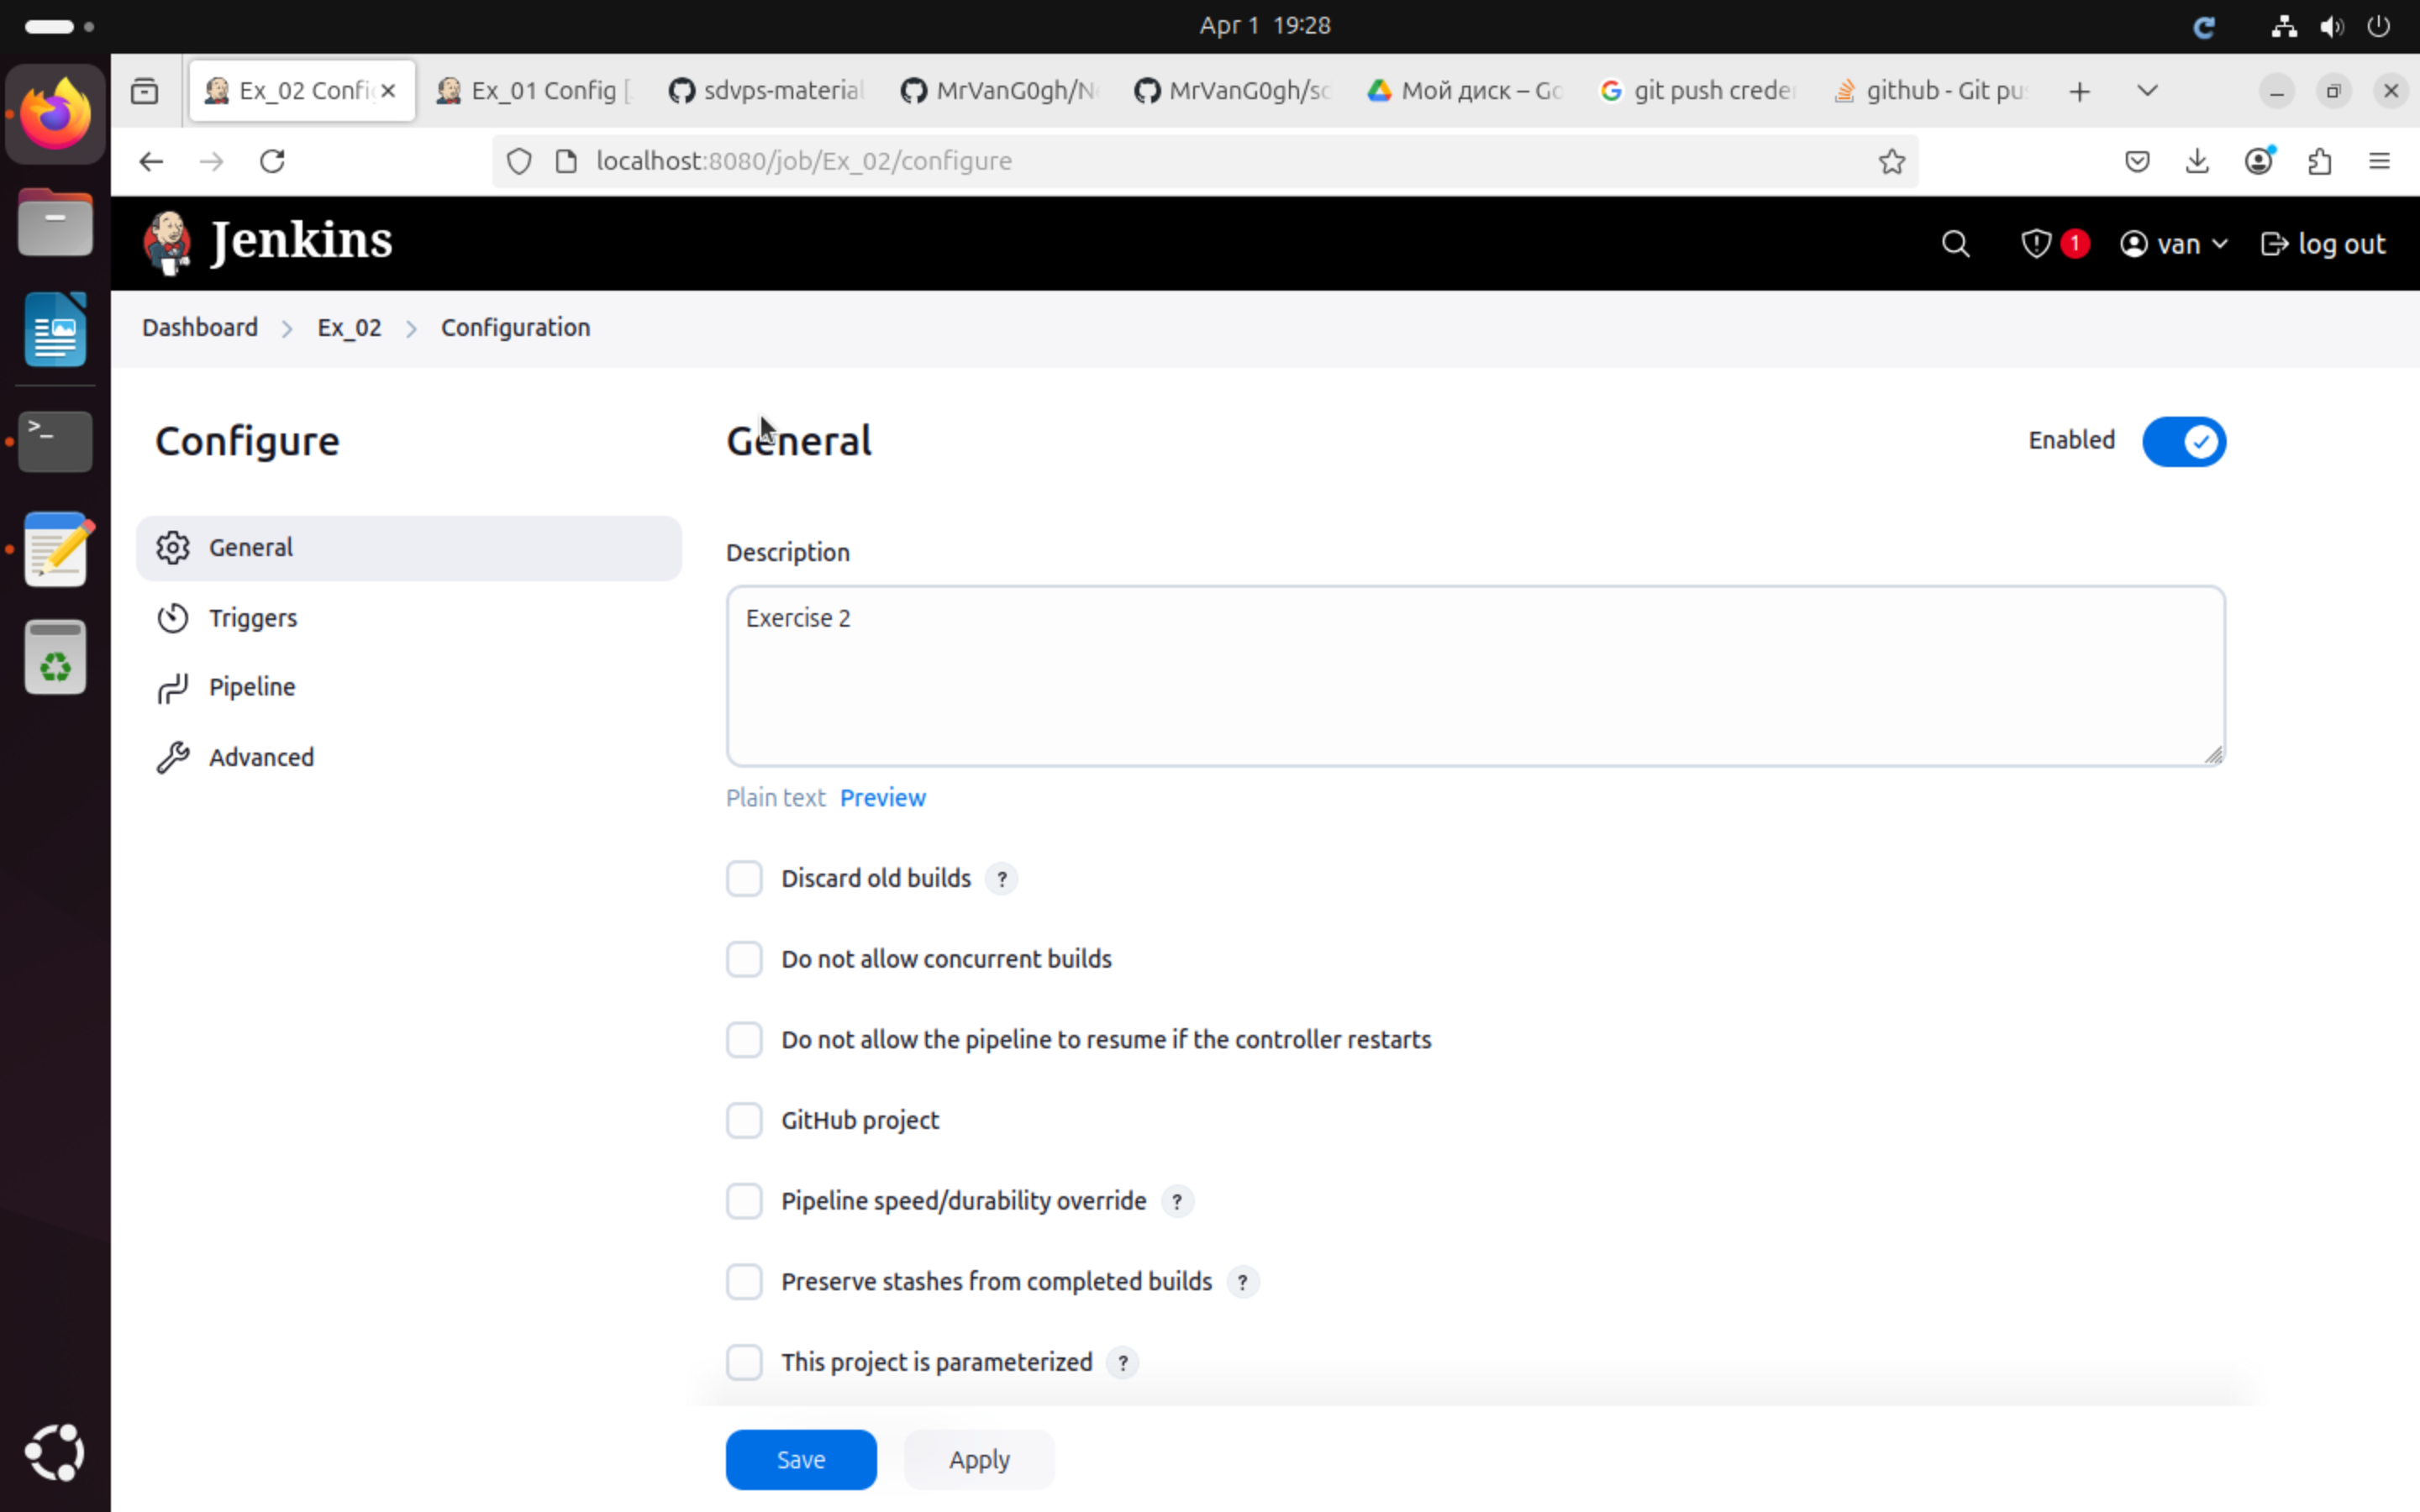 Apr 1 19:28
Ex_02 Confi
Ex_01 Config [
sdvps-material
MrVanG0gh/N
MrVanG0gh/sc
Мой диск – Go
git push crede
github - Git pu
localhost:8080/job/Ex_02/configure
Jenkins
1
van
log out
Dashboard
Ex_02
Configuration
Configure
General
Triggers
Pipeline
Advanced
General
Enabled
Description
Exercise 2
Plain text Preview
Discard old builds ?
Do not allow concurrent builds
Do not allow the pipeline to resume if the controller restarts
GitHub project
Pipeline speed/durability override ?
Preserve stashes from completed builds ?
This project is parameterized ?
Save
Apply